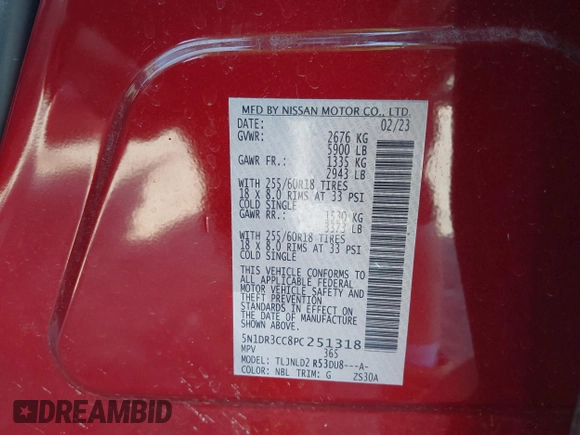 MFD BY NISSAN MOTOR CO., LTD.
DATE: 02/23
GVWR: 2676 KG
5900 LB
GAWR FR.: 1335 KG
2943 LB
WITH 255/60R18 TIRES
18 X 8.0 RIMS AT 33 PSI
COLD SINGLE
GAWR RR.: 1530 KG
3373 LB
WITH 255/60R18 TIRES
18 X 8.0 RIMS AT 33 PSI
COLD SINGLE
THIS VEHICLE CONFORMS TO
ALL APPLICABLE FEDERAL
MOTOR VEHICLE SAFETY AND
THEFT PREVENTION
STANDARDS IN EFFECT ON
THE DATE OF MANUFACTURE
SHOWN ABOVE.
5N1DR3CC8PC251318
MPV 365
MODEL: TLJNLDZ R53DU8---A-
COLOR: NBL TRIM: G ZS30A
DREAMBID